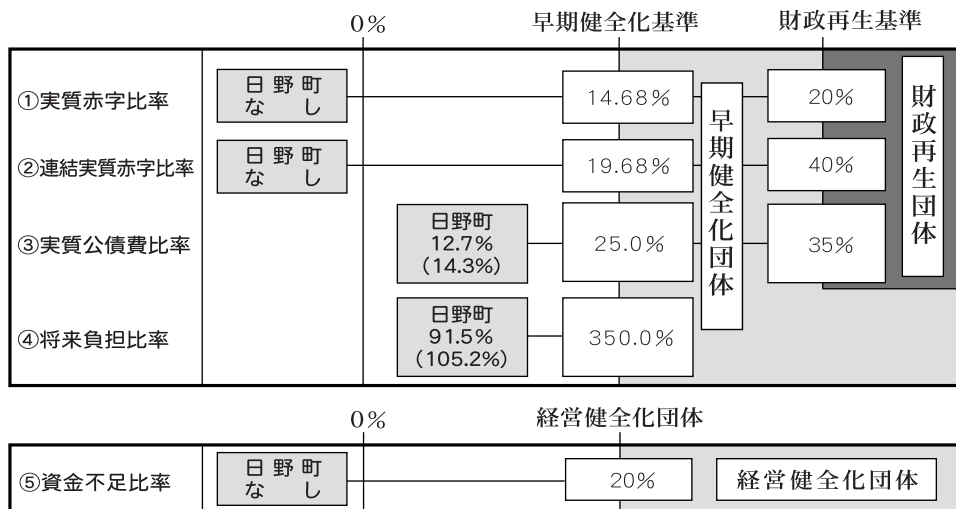 0%
早期健全化基準
財政再生基準
①実質赤字比率
日野町
なし
14.68%
20%
②連結実質赤字比率
日野町
なし
19.68%
40%
③実質公債費比率
日野町
12.7%
(14.3%)
25.0%
35%
④将来負担比率
日野町
91.5%
(105.2%)
350.0%
早期健全化団体
財政再生団体
0%
経営健全化団体
⑤資金不足比率
日野町
なし
20%
経営健全化団体